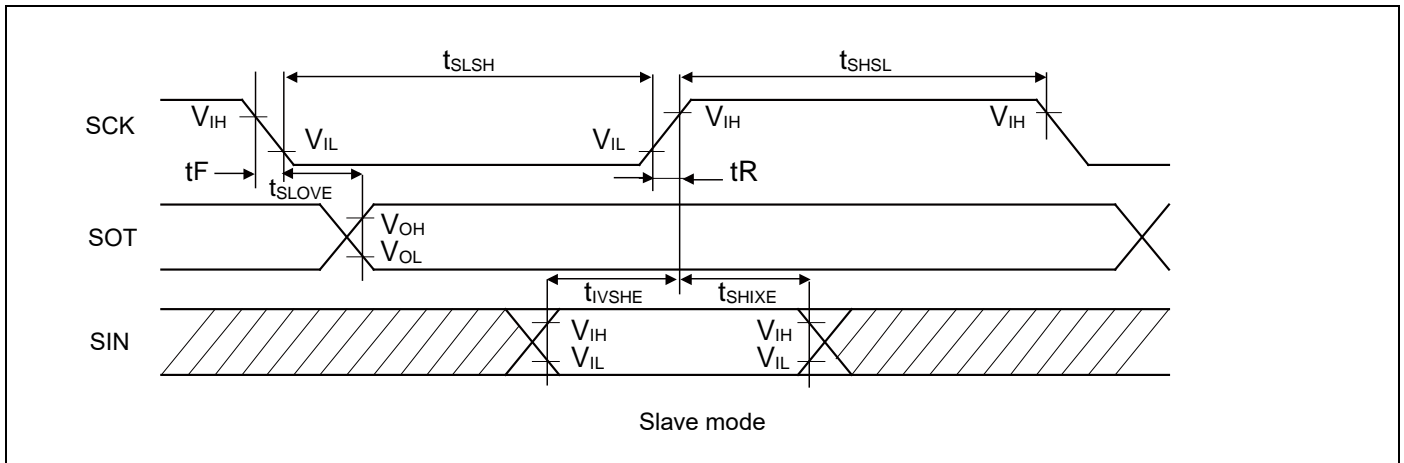 tSLSH
tSHSL
SCK
VIH
VIL
VIL
VIH
VIH
tF
tSLOVE
tR
SOT
VOH
VOL
tIVSHE
tSHIXE
SIN
VIH
VIL
VIH
VIL
Slave mode